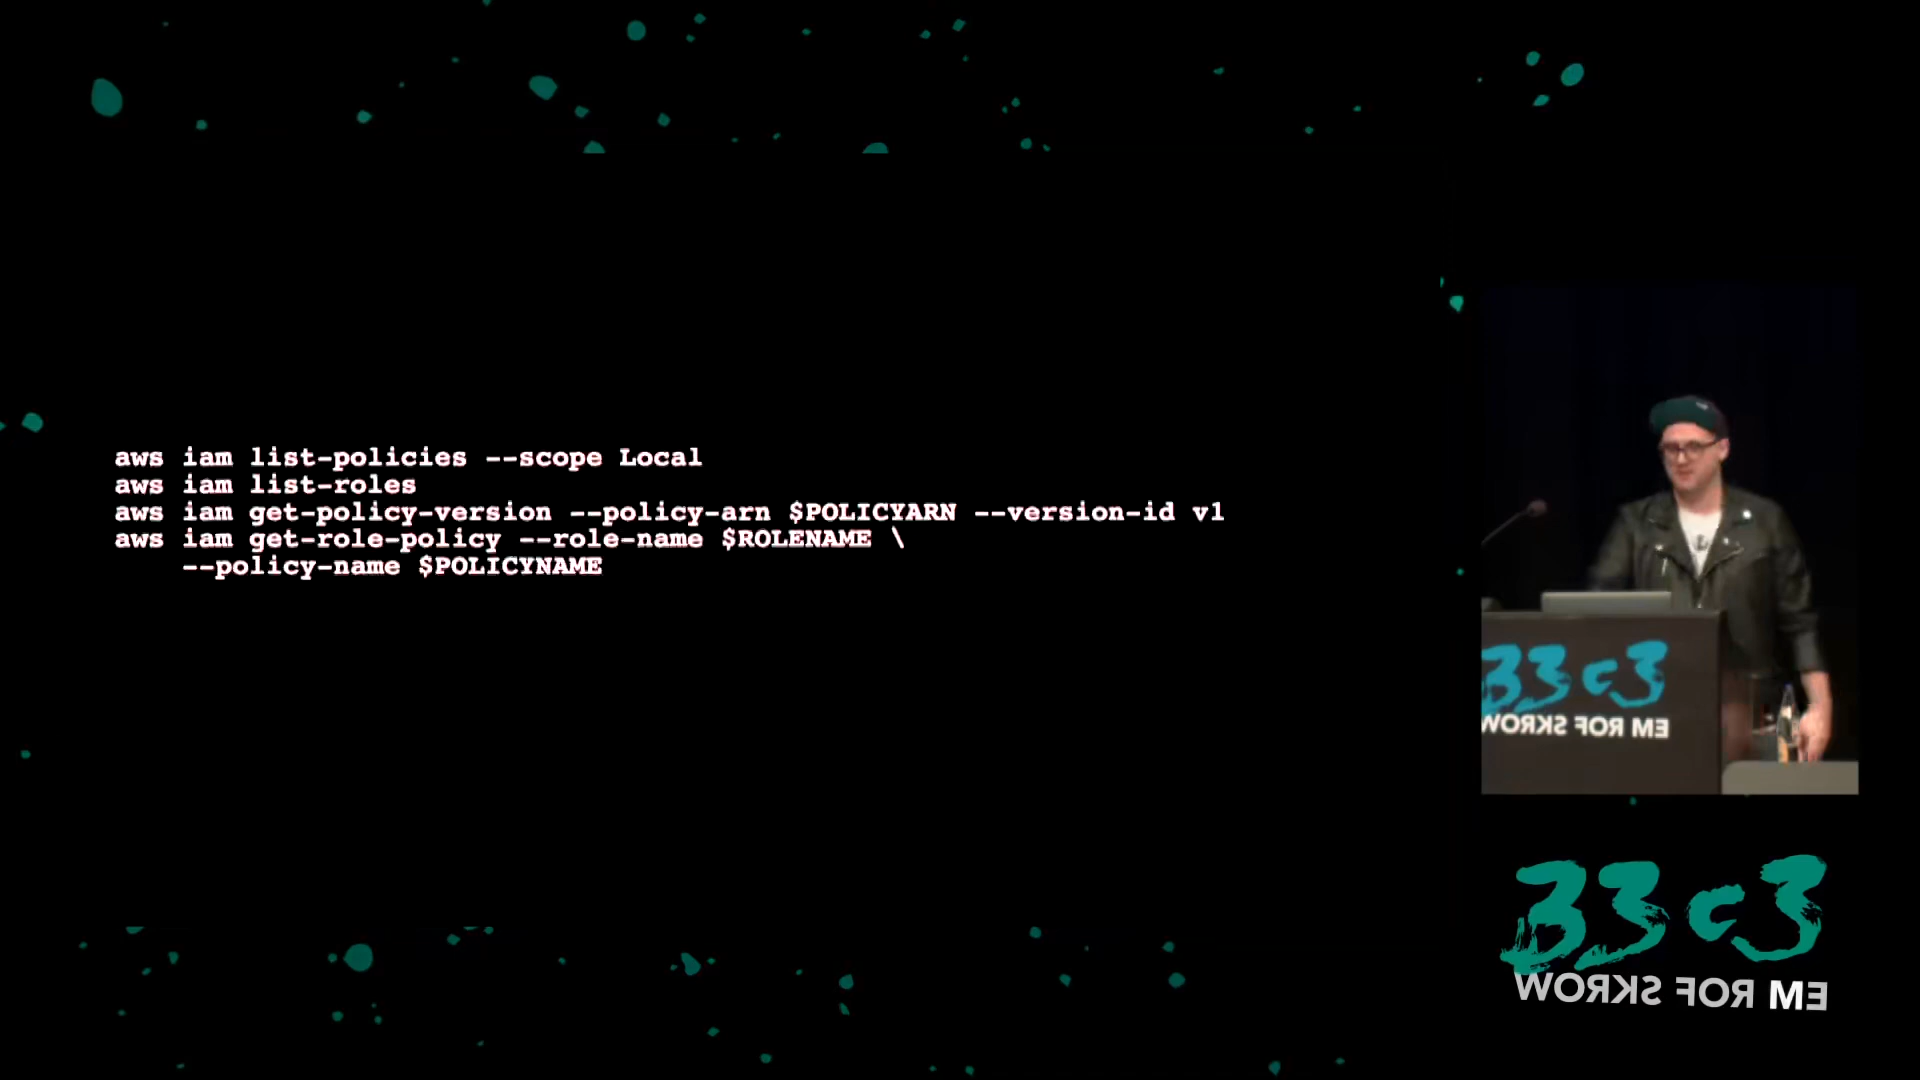 aws iam list-policies --scope Local
aws iam list-roles
aws iam get-policy-version --policy-arn $POLICYARN --version-id v1
aws iam get-role-policy --role-name $ROLENAME \
    --policy-name $POLICYNAME
33c3
WORKS FOR ME
33c3
WORKS FOR ME